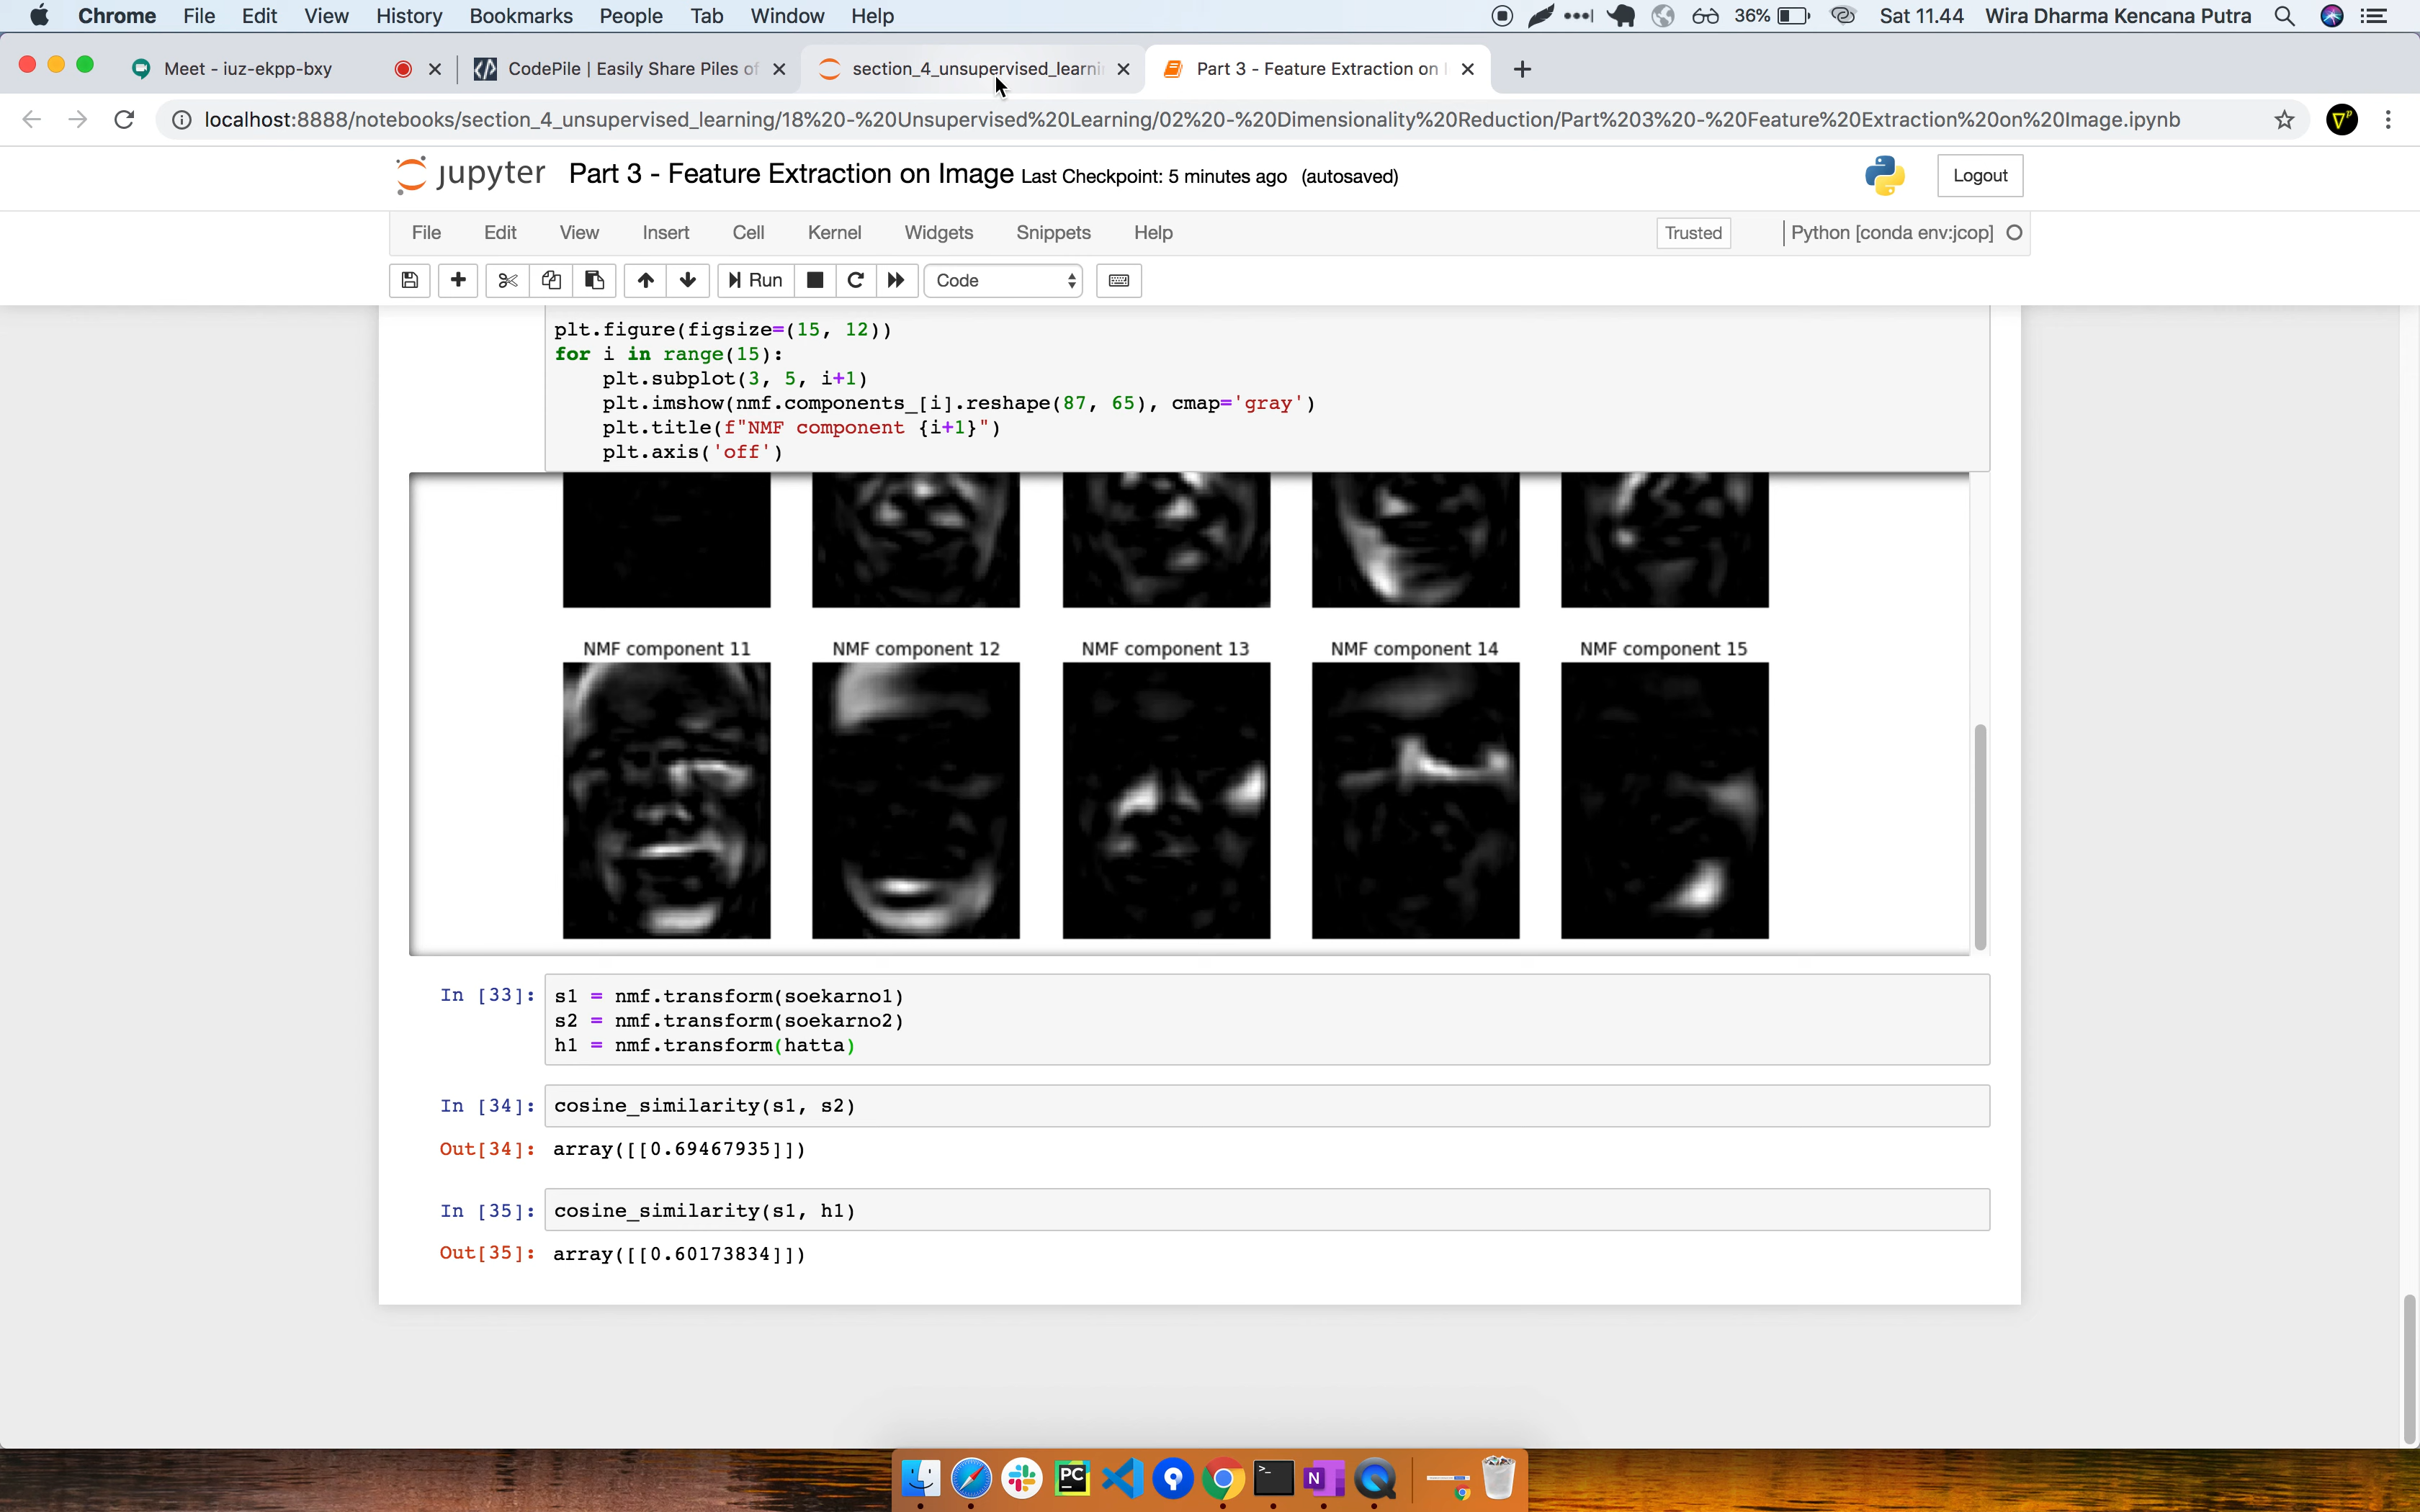 Chrome File Edit View History Bookmarks People Tab Window Help 36% Sat 11.44 Wira Dharma Kencana Putra
Meet - iuz-ekpp-bxy CodePile | Easily Share Piles of section_4_unsupervised_learni Part 3 - Feature Extraction on
localhost:8888/notebooks/section_4_unsupervised_learning/18%20-%20Unsupervised%20Learning/02%20-%20Dimensionality%20Reduction/Part%203%20-%20Feature%20Extraction%20on%20Image.ipynb
jupyter Part 3 - Feature Extraction on Image Last Checkpoint: 5 minutes ago (autosaved) Logout
File Edit View Insert Cell Kernel Widgets Snippets Help Trusted Python [conda env:jcop]
Run Code
plt.figure(figsize=(15, 12))
for i in range(15):
    plt.subplot(3, 5, i+1)
    plt.imshow(nmf.components_[i].reshape(87, 65), cmap='gray')
    plt.title(f"NMF component {i+1}")
    plt.axis('off')
NMF component 11 NMF component 12 NMF component 13 NMF component 14 NMF component 15
In [33]: s1 = nmf.transform(soekarno1)
s2 = nmf.transform(soekarno2)
h1 = nmf.transform(hatta)
In [34]: cosine_similarity(s1, s2)
Out[34]: array([[0.69467935]])
In [35]: cosine_similarity(s1, h1)
Out[35]: array([[0.60173834]])